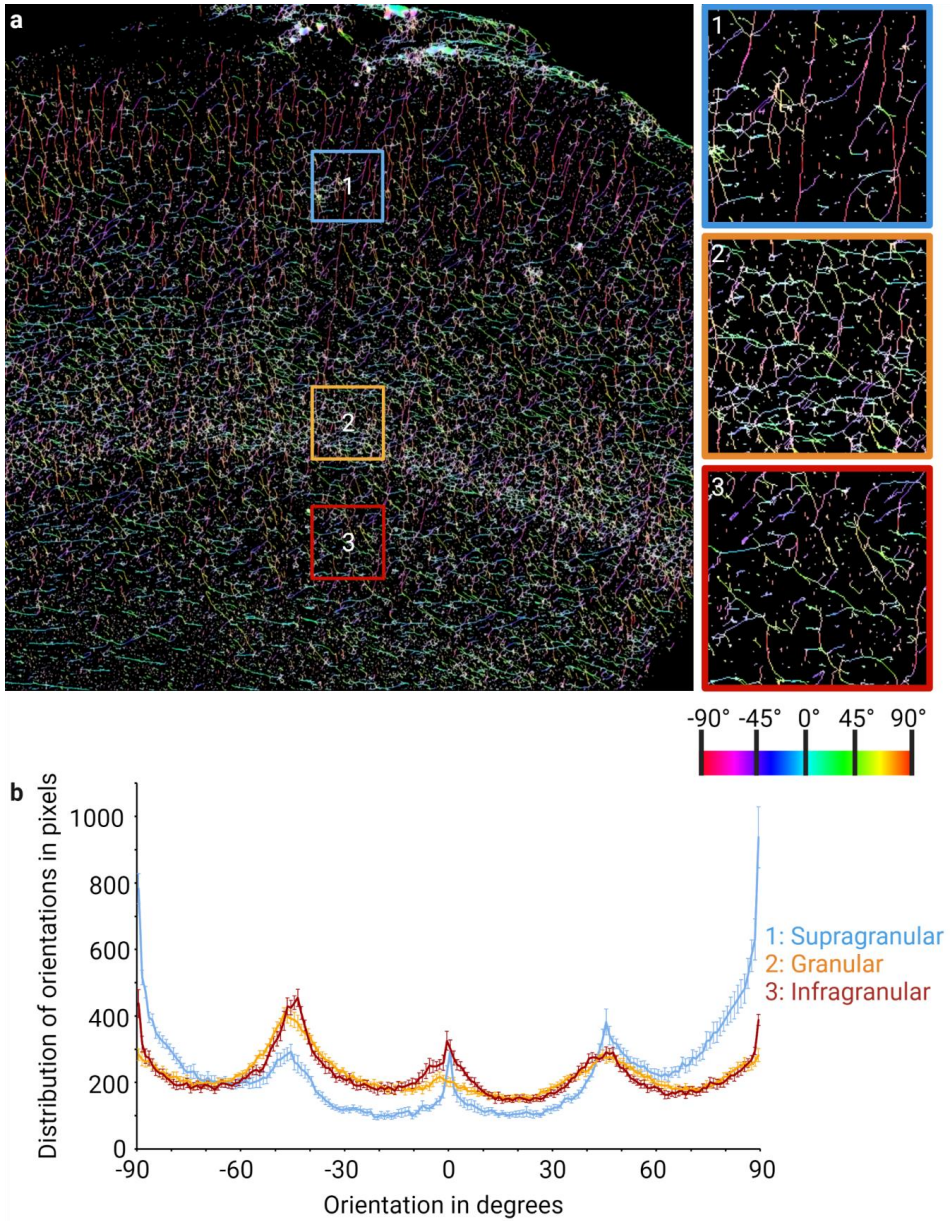 a
1
2
3
1
2
3
-90° -45° 0° 45° 90°
b
Distribution of orientations in pixels
1000
800
600
400
200
0
-90 -60 -30 0 30 60 90
Orientation in degrees
1: Supragranular
2: Granular
3: Infragranular